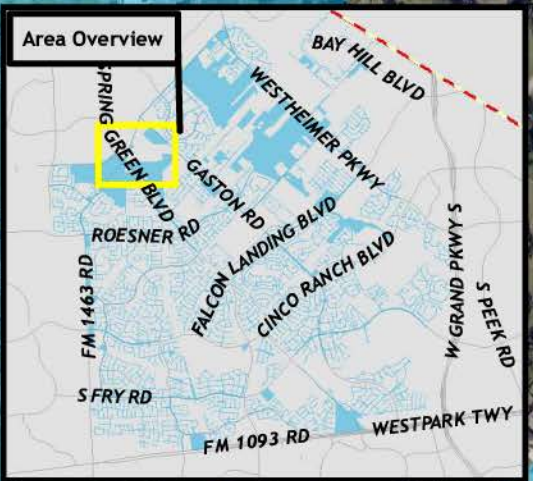 Area Overview
BAY HILL BLVD
SPRING GREEN BLVD
WESTHEIMER PKWY
GASTON RD
ROESNER RD
FALCON LANDING BLVD
CINCO RANCH BLVD
FM 1463 RD
W GRAND PKWY S
S PEEK RD
S FRY RD
FM 1093 RD
WESTPARK TWY